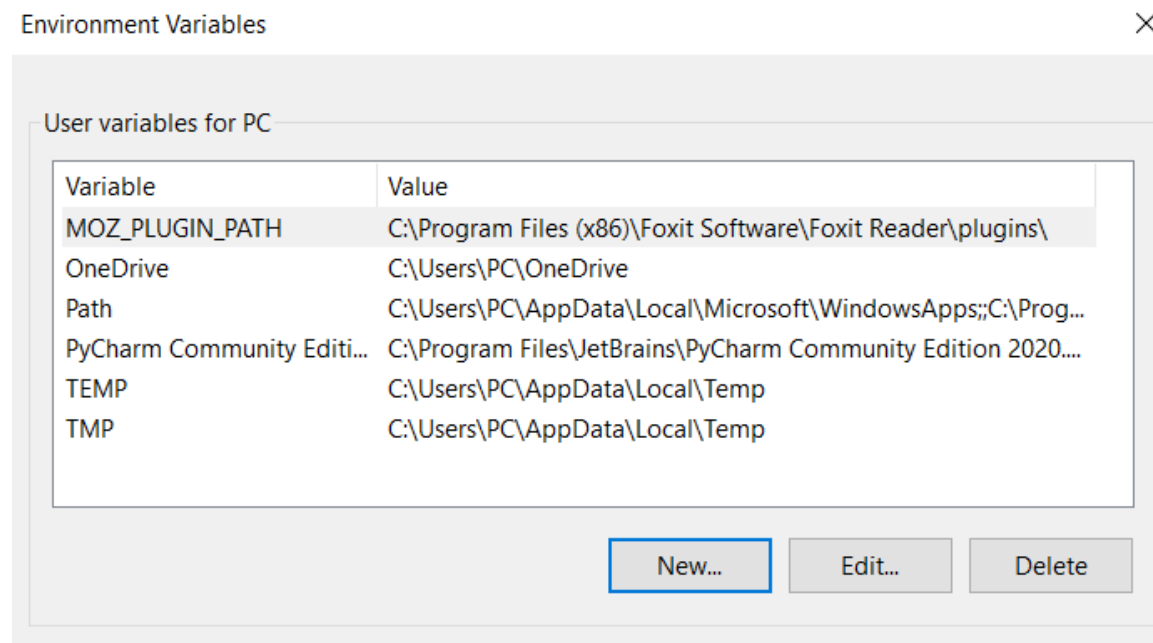 Environment Variables
User variables for PC
Variable Value
MOZ_PLUGIN_PATH C:\Program Files (x86)\Foxit Software\Foxit Reader\plugins\
OneDrive C:\Users\PC\OneDrive
Path C:\Users\PC\AppData\Local\Microsoft\WindowsApps;;C:\Prog...
PyCharm Community Editi... C:\Program Files\JetBrains\PyCharm Community Edition 2020....
TEMP C:\Users\PC\AppData\Local\Temp
TMP C:\Users\PC\AppData\Local\Temp
New... Edit... Delete